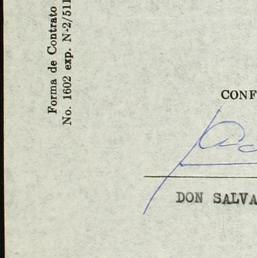 Forma de Contrato
No. 1602 exp. N-2/511
CONF
DON SALVA